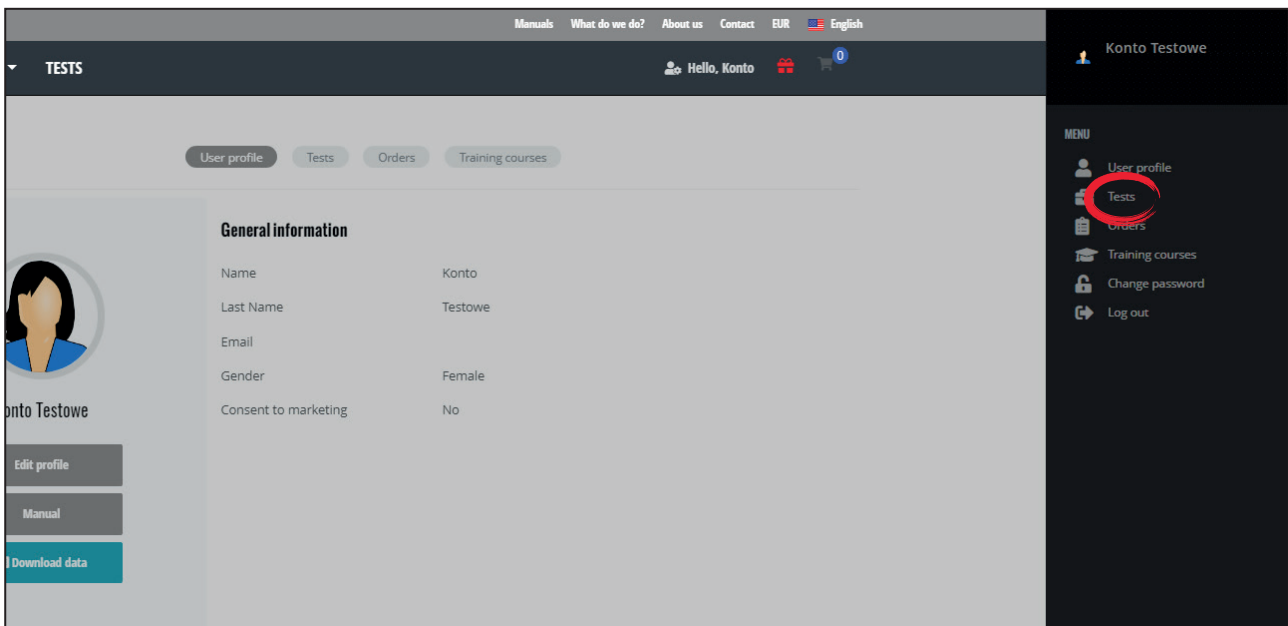 Manuals What do we do? About us Contact EUR English
TESTS
Hello, Konto 0
User profile Tests Orders Training courses
General information
Name Konto
Last Name Testowe
Email
Gender Female
Consent to marketing No
onto Testowe
Edit profile
Manual
Download data
Konto Testowe
MENU
User profile
Tests
Orders
Training courses
Change password
Log out